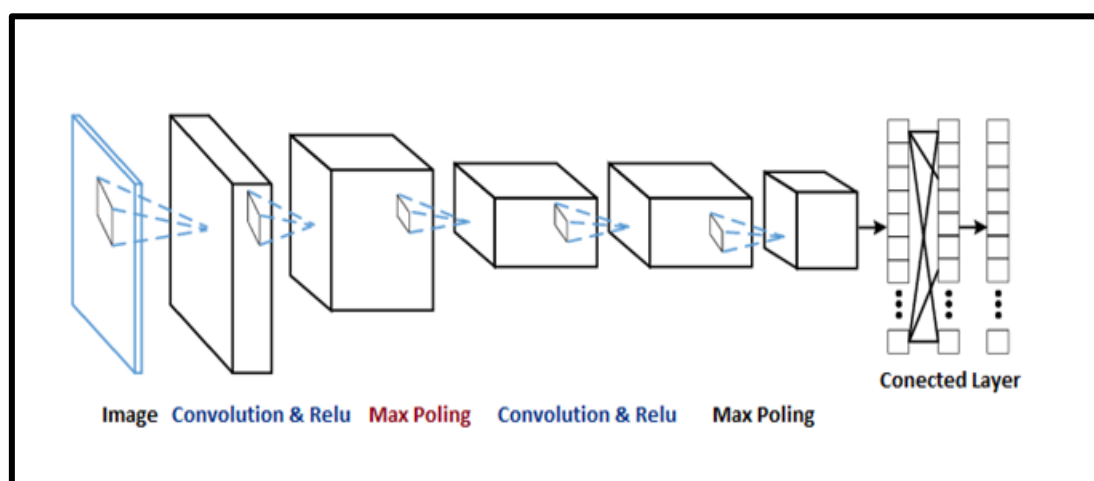 Conected Layer
Image Convolution & Relu Max Poling Convolution & Relu Max Poling